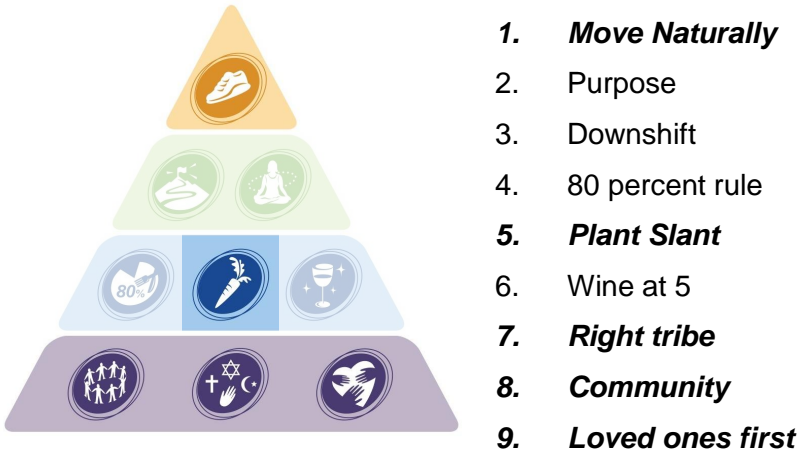 1. Move Naturally
2. Purpose
3. Downshift
4. 80 percent rule
80%
5. Plant Slant
6. Wine at 5
7. Right tribe
8. Community
9. Loved ones first